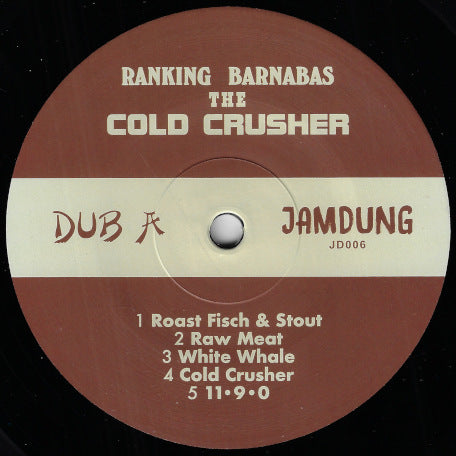 RANKING BARNABAS
THE
COLD CRUSHER
DUB A
JAMDUNG
JD006
1 Roast Fisch & Stout
2 Raw Meat
3 White Whale
4 Cold Crusher
5 11•9•0